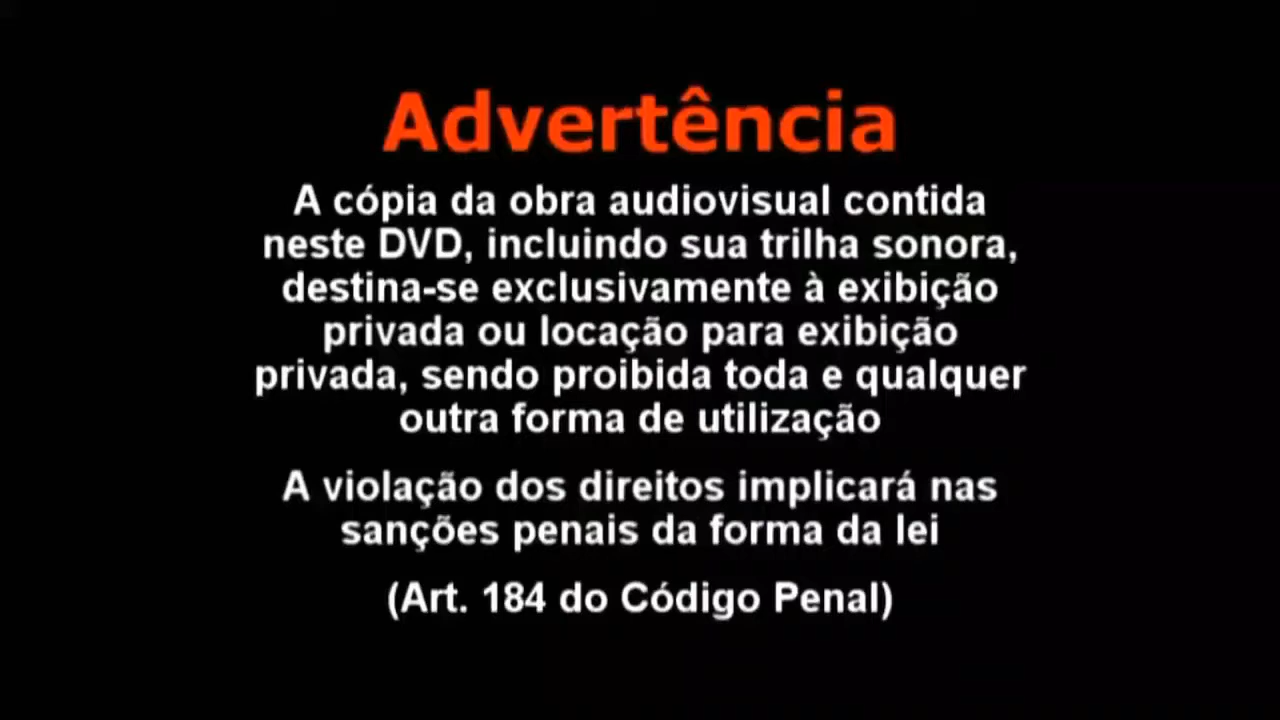 Advertência
A cópia da obra audiovisual contida
neste DVD, incluindo sua trilha sonora,
destina-se exclusivamente à exibição
privada ou locação para exibição
privada, sendo proibida toda e qualquer
outra forma de utilização
A violação dos direitos implicará nas
sanções penais da forma da lei
(Art. 184 do Código Penal)